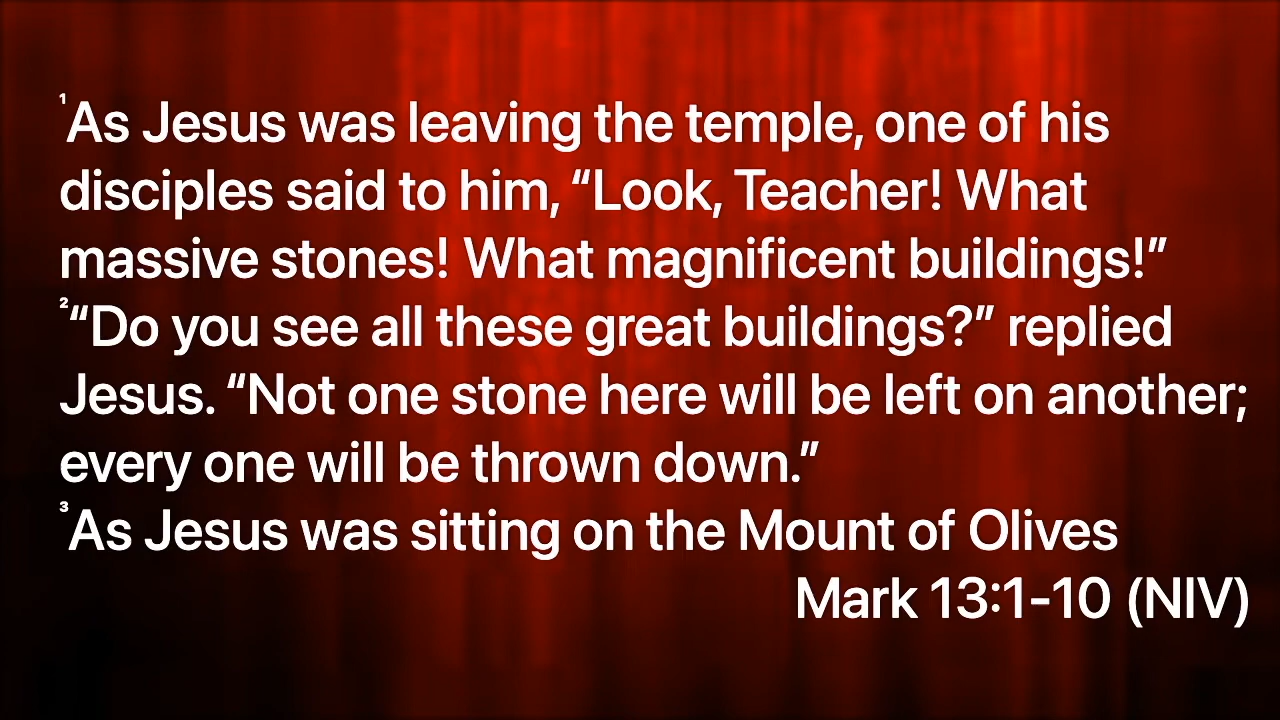 ¹As Jesus was leaving the temple, one of his
disciples said to him, “Look, Teacher! What
massive stones! What magnificent buildings!”
²“Do you see all these great buildings?” replied
Jesus. “Not one stone here will be left on another;
every one will be thrown down.”
³As Jesus was sitting on the Mount of Olives
Mark 13:1-10 (NIV)